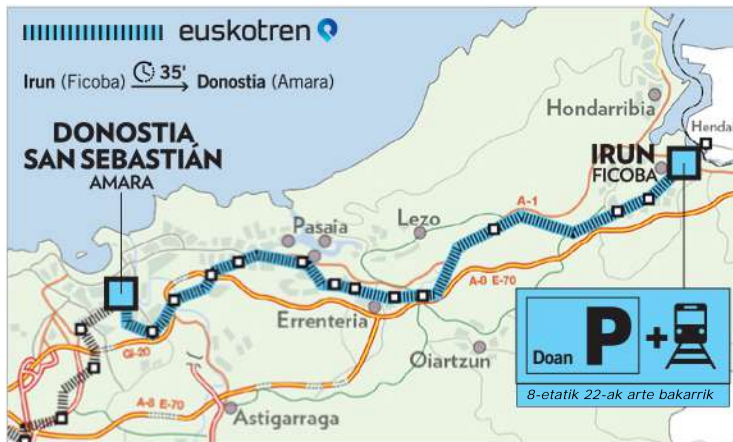 euskotren
Irun (Ficoba) 35' Donostia (Amara)
Hondarribia
Henda
DONOSTIA
SAN SEBASTIÁN
AMARA
IRUN
FICOBA
A-1
Lezo
Pasaia
A-8 E-70
Errenteria
Oiartzun
GI-20
A-8 E-70
Astigarraga
Doan P +
8-etatik 22-ak arte bakarrik